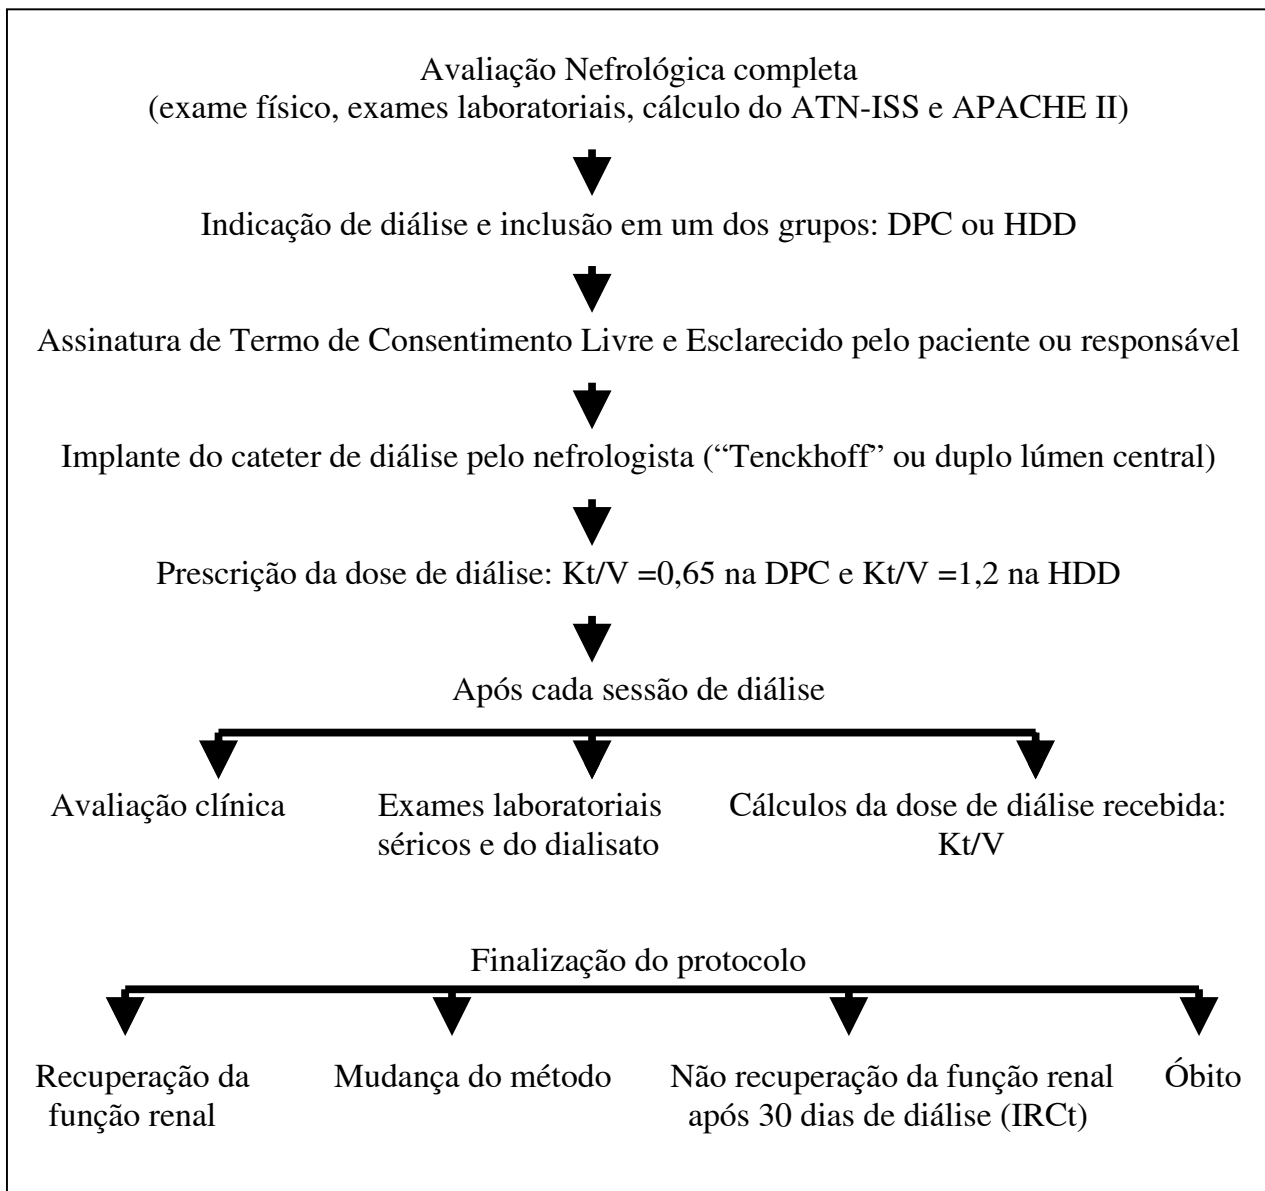 Avaliação Nefrológica completa
(exame físico, exames laboratoriais, cálculo do ATN-ISS e APACHE II)
Indicação de diálise e inclusão em um dos grupos: DPC ou HDD
Assinatura de Termo de Consentimento Livre e Esclarecido pelo paciente ou responsável
Implante do cateter de diálise pelo nefrologista (“Tenckhoff” ou duplo lúmen central)
Prescrição da dose de diálise: Kt/V =0,65 na DPC e Kt/V =1,2 na HDD
Após cada sessão de diálise
Avaliação clínica
Exames laboratoriais
séricos e do dialisato
Cálculos da dose de diálise recebida:
Kt/V
Finalização do protocolo
Recuperação da
função renal
Mudança do método
Não recuperação da função renal
após 30 dias de diálise (IRCt)
Óbito